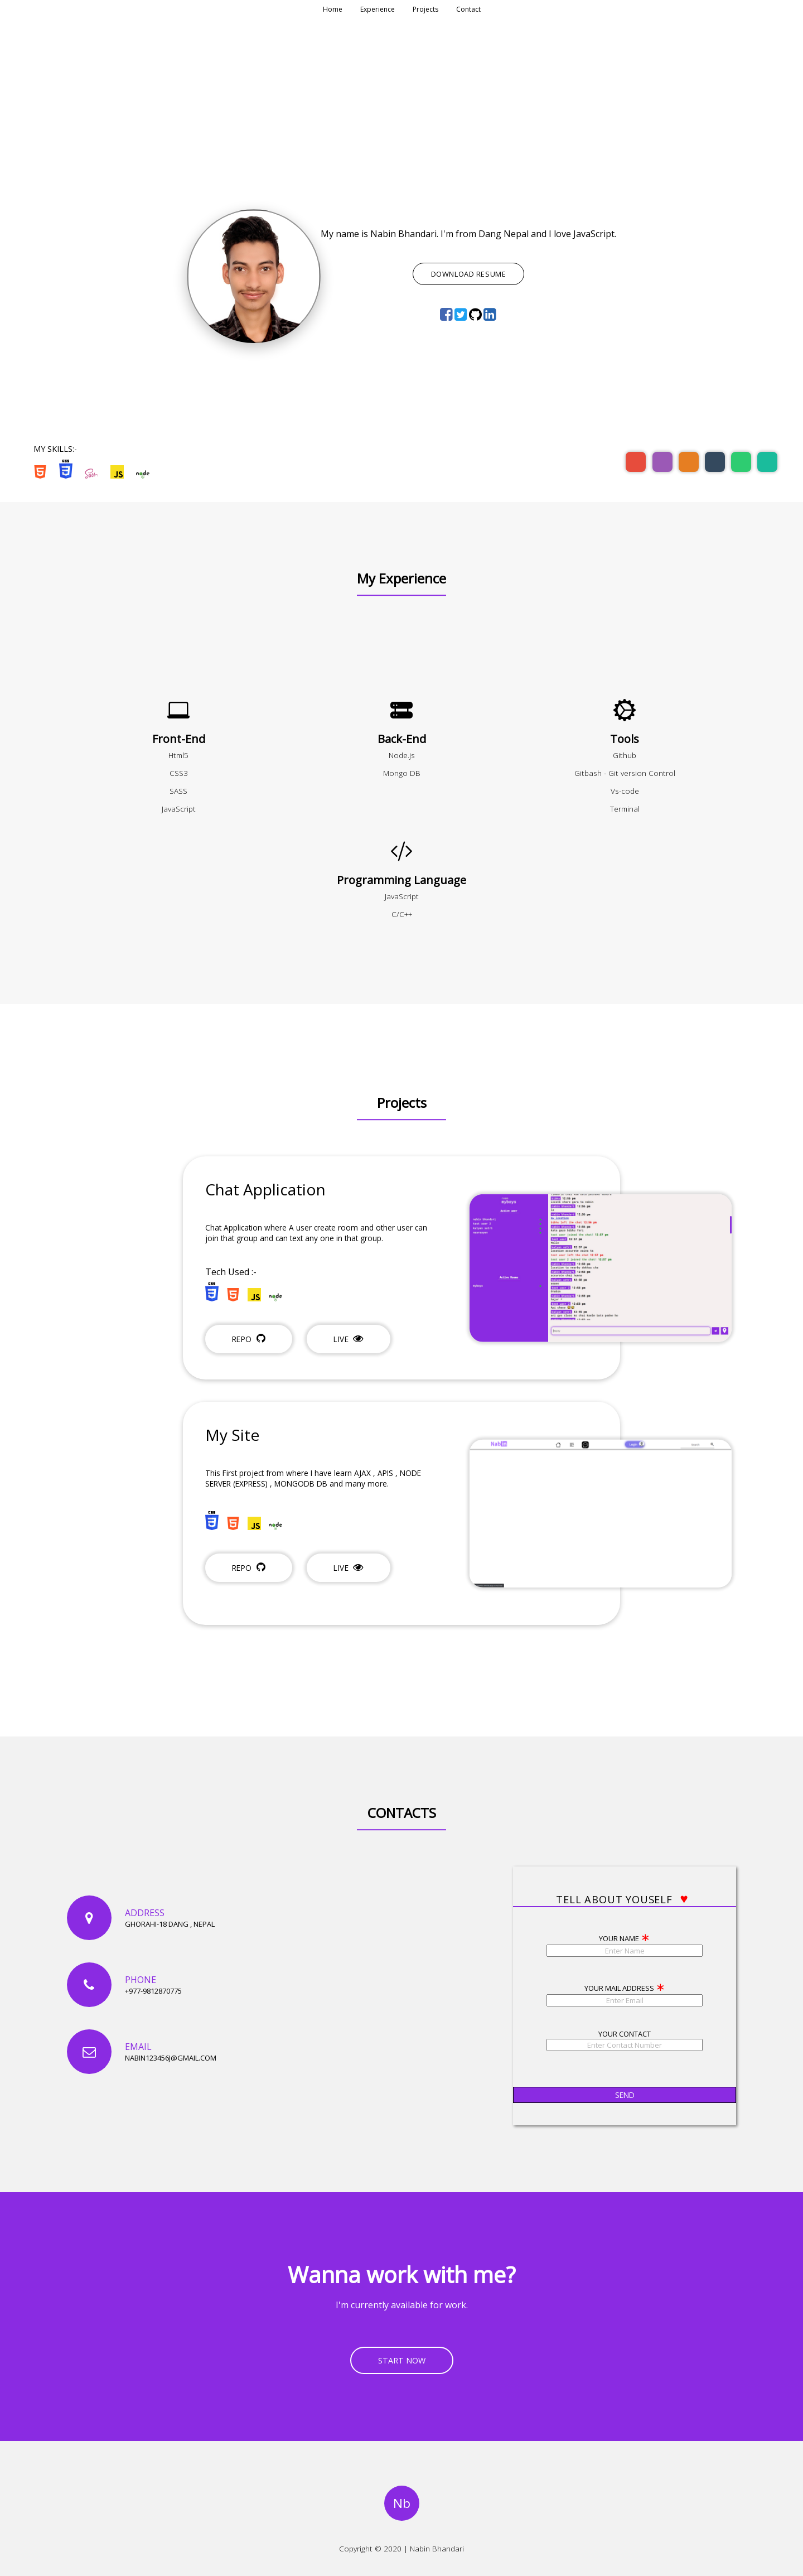 Home Experience Projects Contact
My name is Nabin Bhandari. I'm from Dang Nepal and I love JavaScript.
DOWNLOAD RESUME
MY SKILLS:-
My Experience
Front-End
Html5
CSS3
SASS
JavaScript
Back-End
Node.js
Mongo DB
Tools
Github
Gitbash - Git version Control
Vs-code
Terminal
Programming Language
JavaScript
C/C++
Projects
Chat Application
Chat Application where A user create room and other user can
join that group and can text any one in that group.
Tech Used :-
JS
node
REPO
LIVE
My Site
This First project from where I have learn AJAX , APIS , NODE
SERVER (EXPRESS) , MONGODB DB and many more.
JS
node
REPO
LIVE
CONTACTS
ADDRESS
GHORAHI-18 DANG , NEPAL
PHONE
+977-9812870775
EMAIL
NABIN123456J@GMAIL.COM
TELL ABOUT YOUSELF ♥
YOUR NAME *
Enter Name
YOUR MAIL ADDRESS *
Enter Email
YOUR CONTACT
Enter Contact Number
SEND
Wanna work with me?
I'm currently available for work.
START NOW
Nb
Copyright © 2020 | Nabin Bhandari